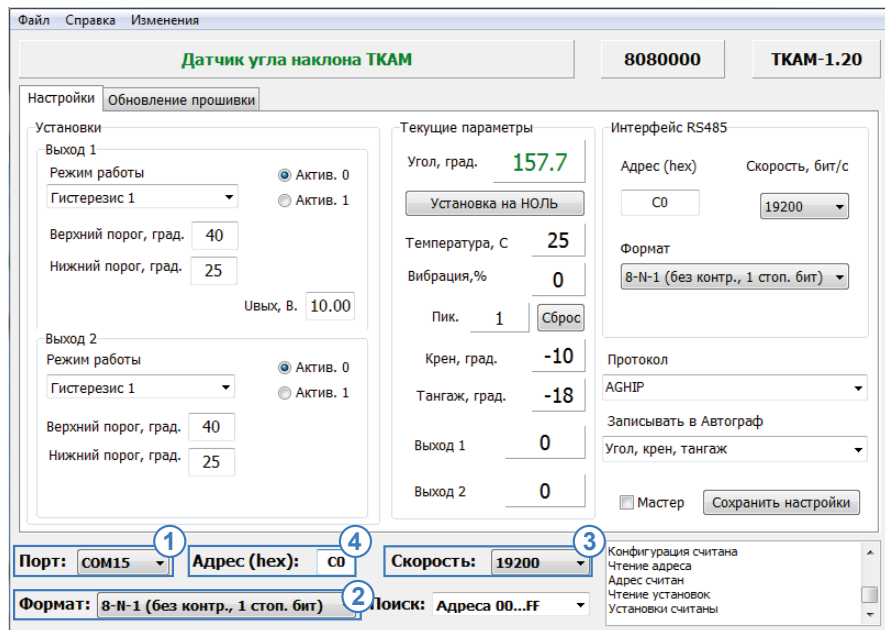 Файл Справка Изменения
Датчик угла наклона ТКАМ
8080000
ТКАМ-1.20
Настройки
Обновление прошивки
Установки
Выход 1
Режим работы
Гистерезис 1
Актив. 0
Актив. 1
Верхний порог, град. 40
Нижний порог, град. 25
Uвых, В. 10.00
Выход 2
Режим работы
Гистерезис 1
Актив. 0
Актив. 1
Верхний порог, град. 40
Нижний порог, град. 25
Текущие параметры
Угол, град. 157.7
Установка на НОЛЬ
Температура, С 25
Вибрация,% 0
Пик. 1 Сброс
Крен, град. -10
Тангаж, град. -18
Выход 1 0
Выход 2 0
Интерфейс RS485
Адрес (hex) Скорость, бит/с
C0 19200
Формат
8-N-1 (без контр., 1 стоп. бит)
Протокол
AGHIP
Записывать в Автограф
Угол, крен, тангаж
Мастер Сохранить настройки
Порт: COM15 1
Адрес (hex): C0 4
Скорость: 19200 3
Формат: 8-N-1 (без контр., 1 стоп. бит) 2
Поиск: Адреса 00...FF
Конфигурация считана
Чтение адреса
Адрес считан
Чтение установок
Установки считаны